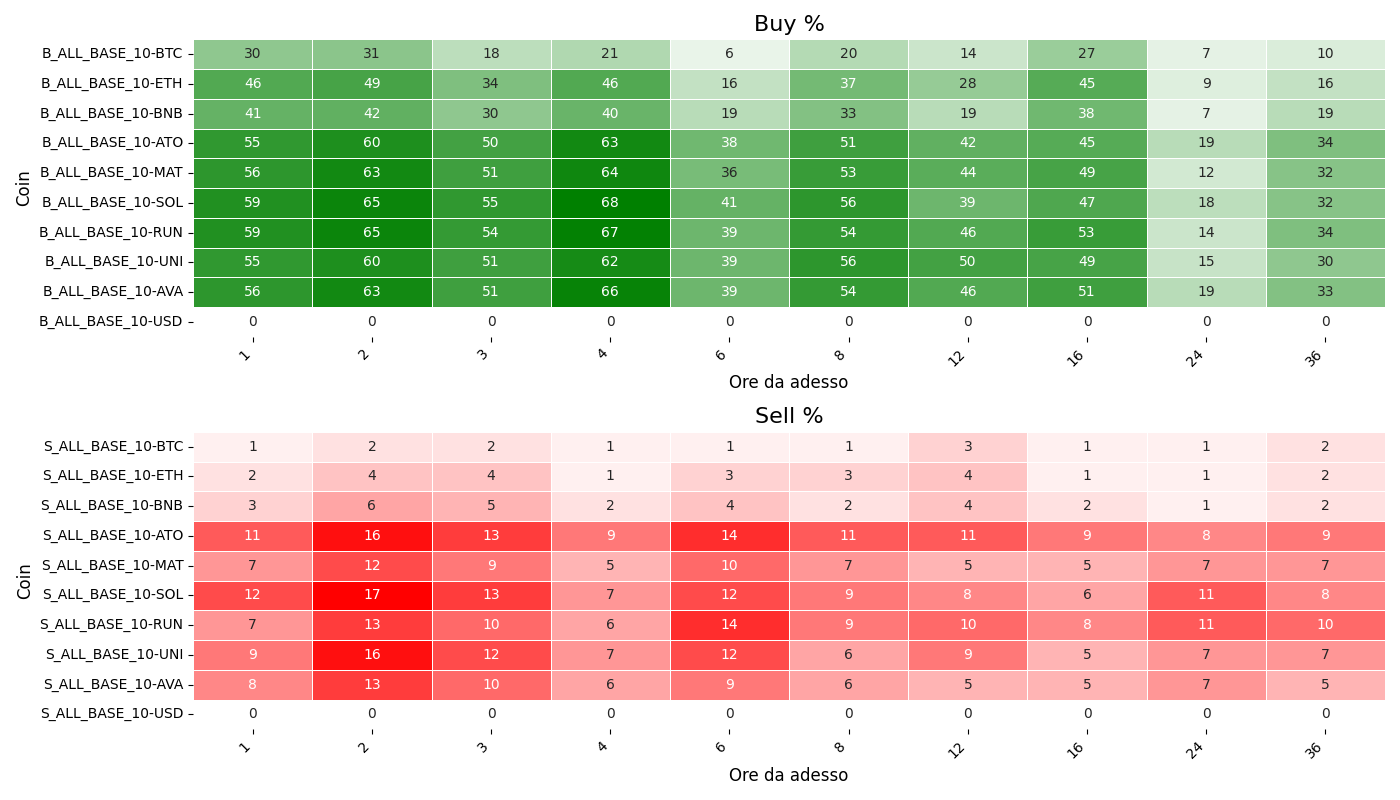 Buy %
Coin
B_ALL_BASE_10-BTC 30 31 18 21 6 20 14 27 7 10
B_ALL_BASE_10-ETH 46 49 34 46 16 37 28 45 9 16
B_ALL_BASE_10-BNB 41 42 30 40 19 33 19 38 7 19
B_ALL_BASE_10-ATO 55 60 50 63 38 51 42 45 19 34
B_ALL_BASE_10-MAT 56 63 51 64 36 53 44 49 12 32
B_ALL_BASE_10-SOL 59 65 55 68 41 56 39 47 18 32
B_ALL_BASE_10-RUN 59 65 54 67 39 54 46 53 14 34
B_ALL_BASE_10-UNI 55 60 51 62 39 56 50 49 15 30
B_ALL_BASE_10-AVA 56 63 51 66 39 54 46 51 19 33
B_ALL_BASE_10-USD 0 0 0 0 0 0 0 0 0 0
1 2 3 4 6 8 12 16 24 36
Ore da adesso
Sell %
Coin
S_ALL_BASE_10-BTC 1 2 2 1 1 1 3 1 1 2
S_ALL_BASE_10-ETH 2 4 4 1 3 3 4 1 1 2
S_ALL_BASE_10-BNB 3 6 5 2 4 2 4 2 1 2
S_ALL_BASE_10-ATO 11 16 13 9 14 11 11 9 8 9
S_ALL_BASE_10-MAT 7 12 9 5 10 7 5 5 7 7
S_ALL_BASE_10-SOL 12 17 13 7 12 9 8 6 11 8
S_ALL_BASE_10-RUN 7 13 10 6 14 9 10 8 11 10
S_ALL_BASE_10-UNI 9 16 12 7 12 6 9 5 7 7
S_ALL_BASE_10-AVA 8 13 10 6 9 6 5 5 7 5
S_ALL_BASE_10-USD 0 0 0 0 0 0 0 0 0 0
1 2 3 4 6 8 12 16 24 36
Ore da adesso